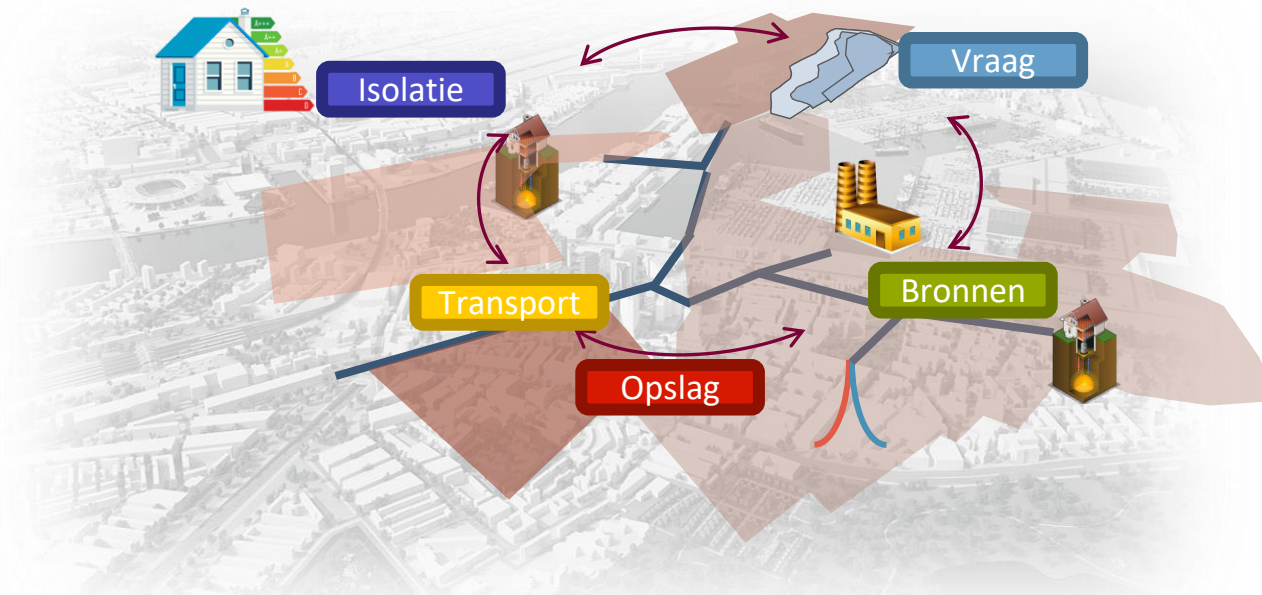 A+++
A++
A+
A
B
C
D
Isolatie
Vraag
Transport
Bronnen
Opslag